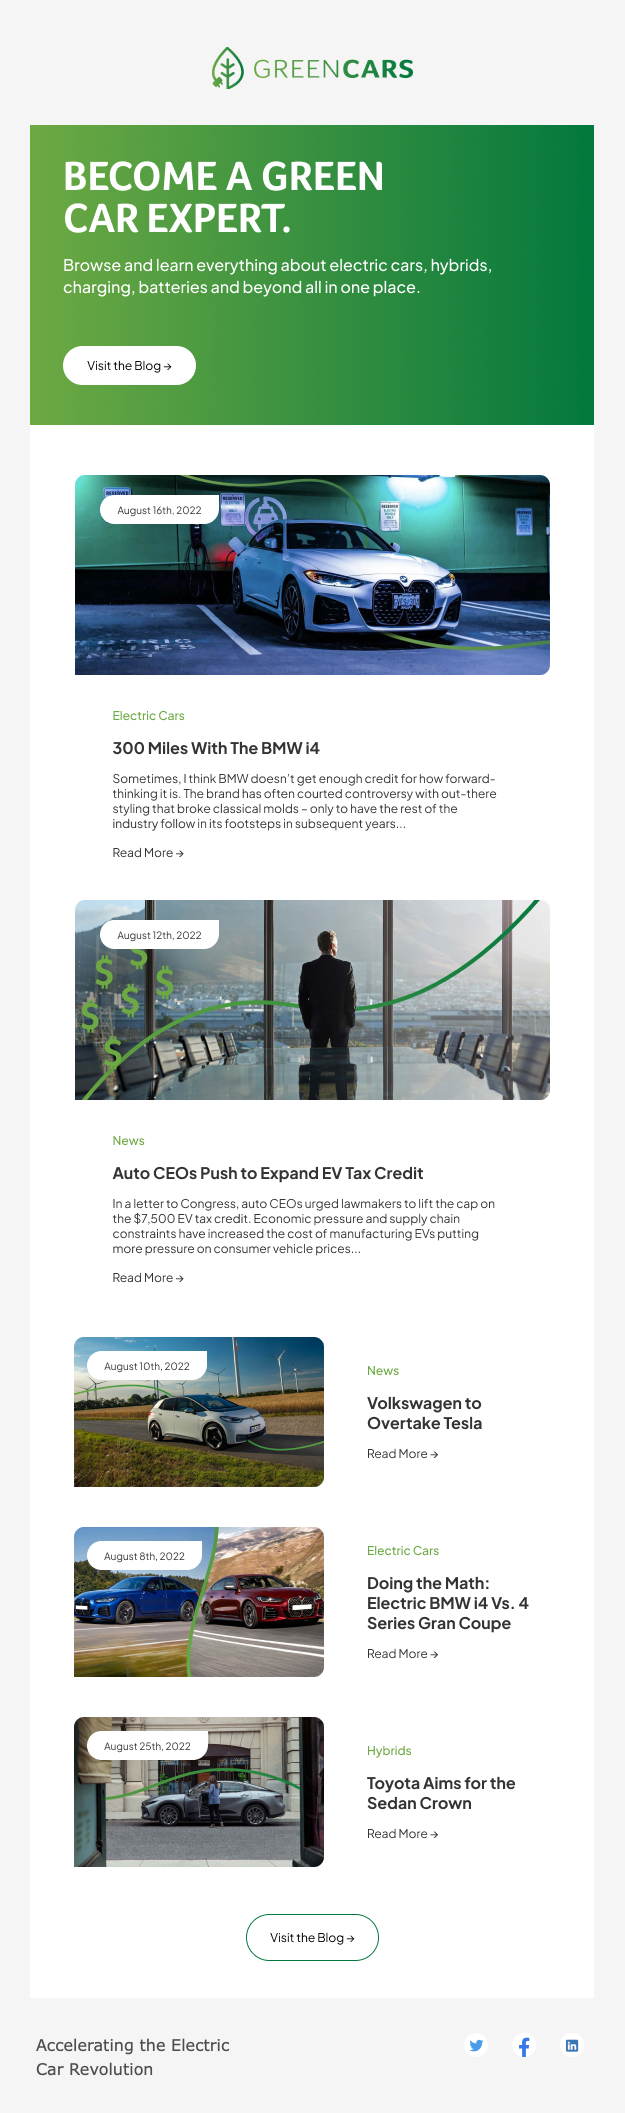 GREENCARS
BECOME A GREEN
CAR EXPERT.
Browse and learn everything about electric cars, hybrids,
charging, batteries and beyond all in one place.
Visit the Blog →
August 16th, 2022
RESERVED
RESERVED
RESERVED
RESERVED
Electric Cars
300 Miles With The BMW i4
Sometimes, I think BMW doesn't get enough credit for how forward-
thinking it is. The brand has often courted controversy with out-there
styling that broke classical molds – only to have the rest of the
industry follow in its footsteps in subsequent years...
Read More →
August 12th, 2022
$ $ $ $ $ $
News
Auto CEOs Push to Expand EV Tax Credit
In a letter to Congress, auto CEOs urged lawmakers to lift the cap on
the $7,500 EV tax credit. Economic pressure and supply chain
constraints have increased the cost of manufacturing EVs putting
more pressure on consumer vehicle prices...
Read More →
August 10th, 2022
News
Volkswagen to
Overtake Tesla
Read More →
August 8th, 2022
Electric Cars
Doing the Math:
Electric BMW i4 Vs. 4
Series Gran Coupe
Read More →
August 25th, 2022
Hybrids
Toyota Aims for the
Sedan Crown
Read More →
Visit the Blog →
Accelerating the Electric
Car Revolution